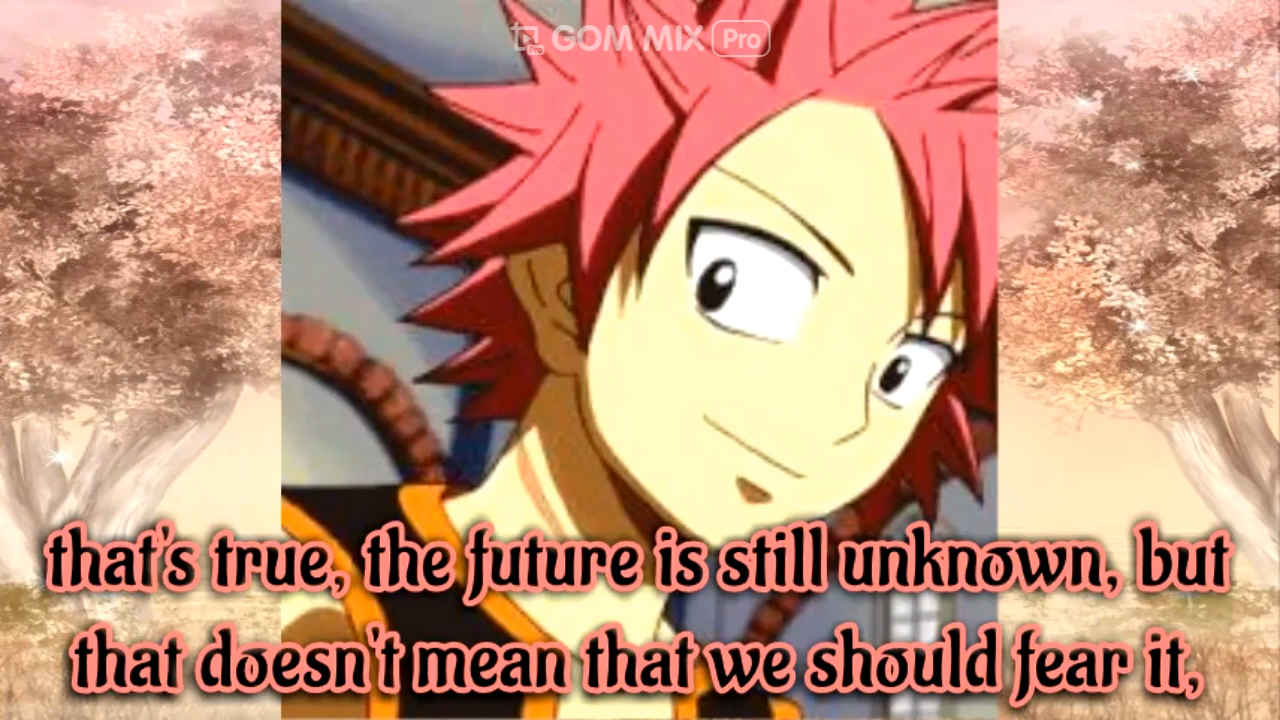 GOM MIX Pro
that's true, the future is still unknown, but
that doesn't mean that we should fear it,